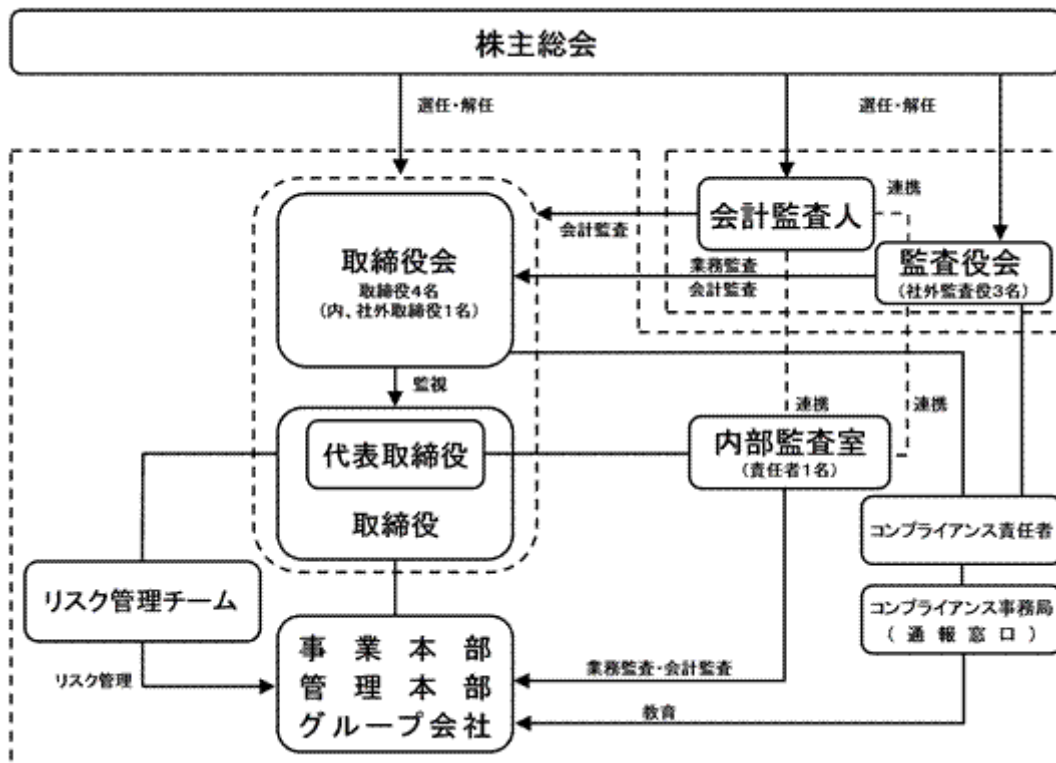 株主総会
選任・解任
選任・解任
会計監査人
連携
会計監査
取締役会
取締役4名
(内、社外取締役1名)
業務監査
会計監査
監査役会
(社外監査役3名)
監視
連携
連携
代表取締役
取締役
内部監査室
(責任者1名)
コンプライアンス責任者
リスク管理チーム
コンプライアンス事務局
(通報窓口)
事業本部
管理本部
グループ会社
リスク管理
業務監査・会計監査
教育